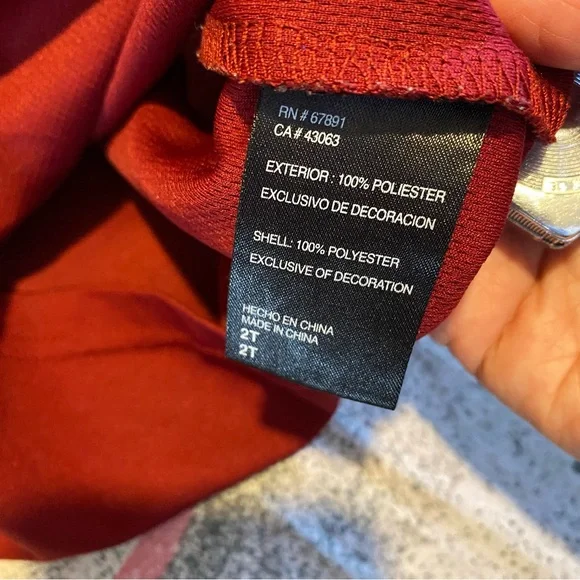 RN # 67891
CA # 43063
EXTERIOR : 100% POLIESTER
EXCLUSIVO DE DECORACION
SHELL: 100% POLYESTER
EXCLUSIVE OF DECORATION
HECHO EN CHINA
MADE IN CHINA
2T
2T